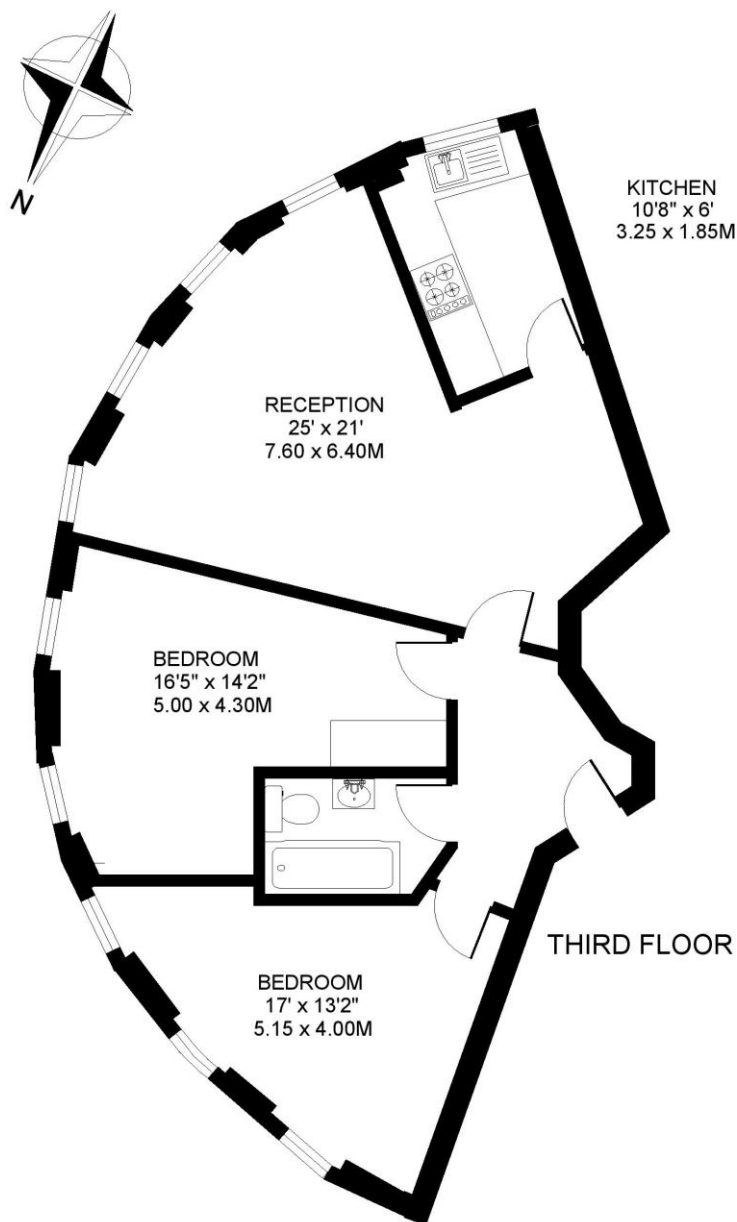 N
KITCHEN
10'8" x 6'
3.25 x 1.85M
RECEPTION
25' x 21'
7.60 x 6.40M
BEDROOM
16'5" x 14'2"
5.00 x 4.30M
THIRD FLOOR
BEDROOM
17' x 13'2"
5.15 x 4.00M